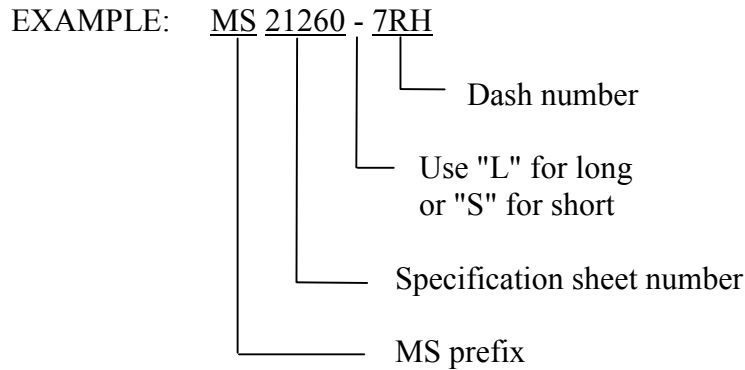 EXAMPLE: MS 21260 - 7RH
Dash number
Use "L" for long
or "S" for short
Specification sheet number
MS prefix